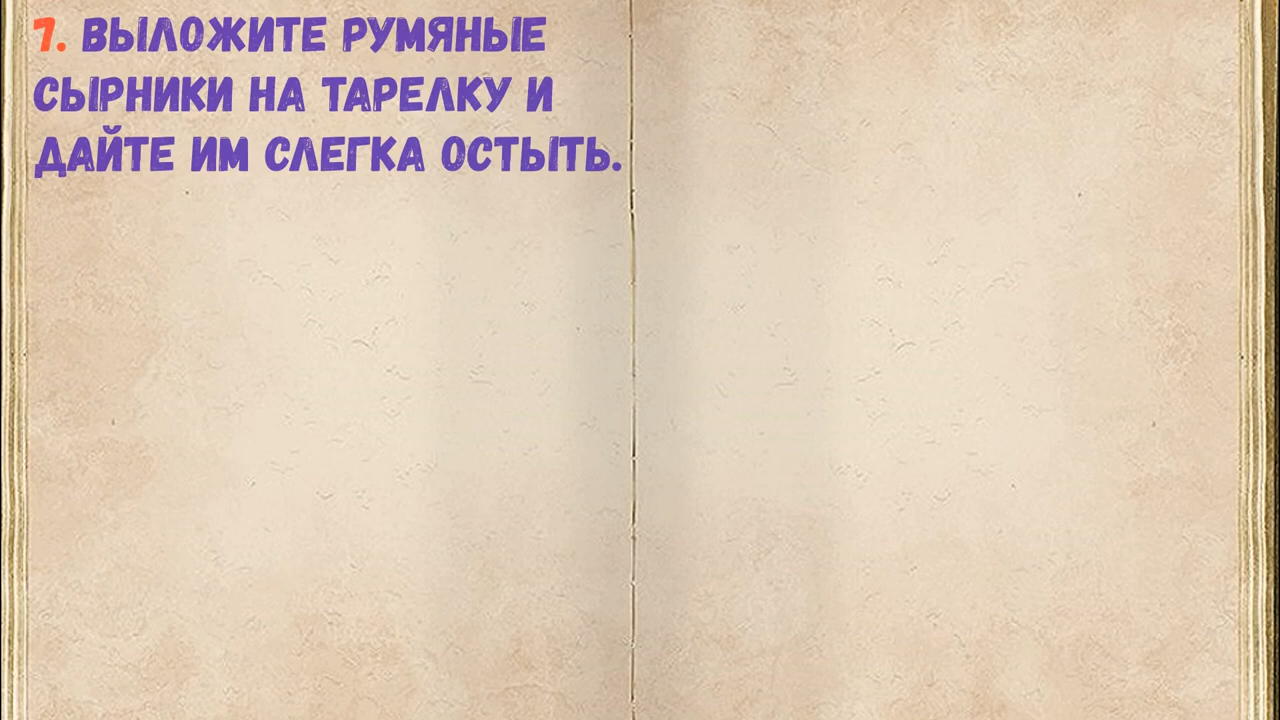 7. ВЫЛОЖИТЕ РУМЯНЫЕ
СЫРНИКИ НА ТАРЕЛКУ И
ДАЙТЕ ИМ СЛЕГКА ОСТЫТЬ.